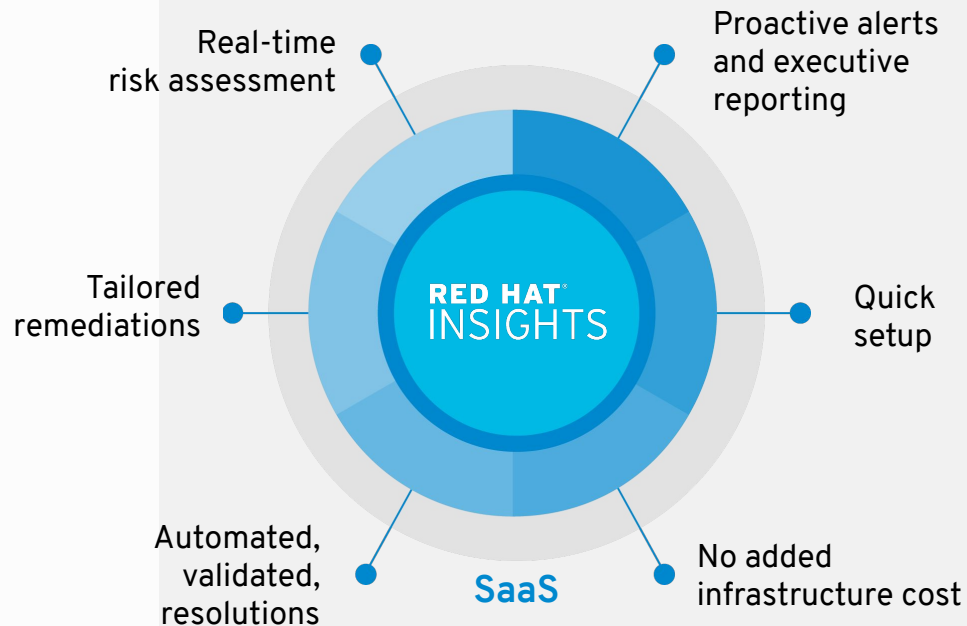 Real-time
risk assessment
Proactive alerts
and executive
reporting
Tailored
remediations
RED HAT®
INSIGHTS
Quick
setup
Automated,
validated,
resolutions
SaaS
No added
infrastructure cost